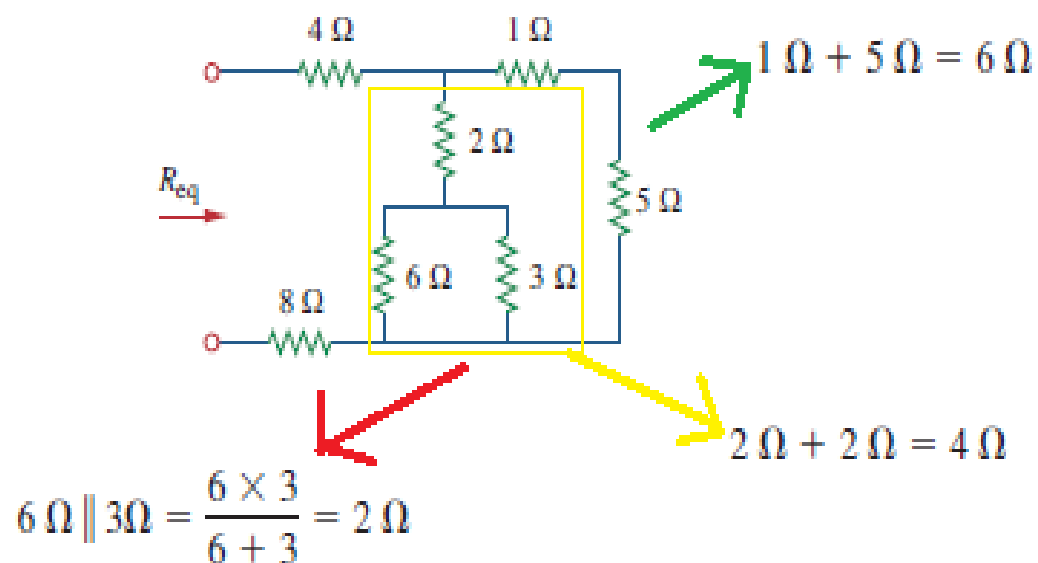 4 Ω
1 Ω
1 Ω + 5 Ω = 6 Ω
2 Ω
Req
5 Ω
6 Ω
3 Ω
8 Ω
2 Ω + 2 Ω = 4 Ω
6 Ω || 3Ω = 6 × 3 / 6 + 3 = 2 Ω